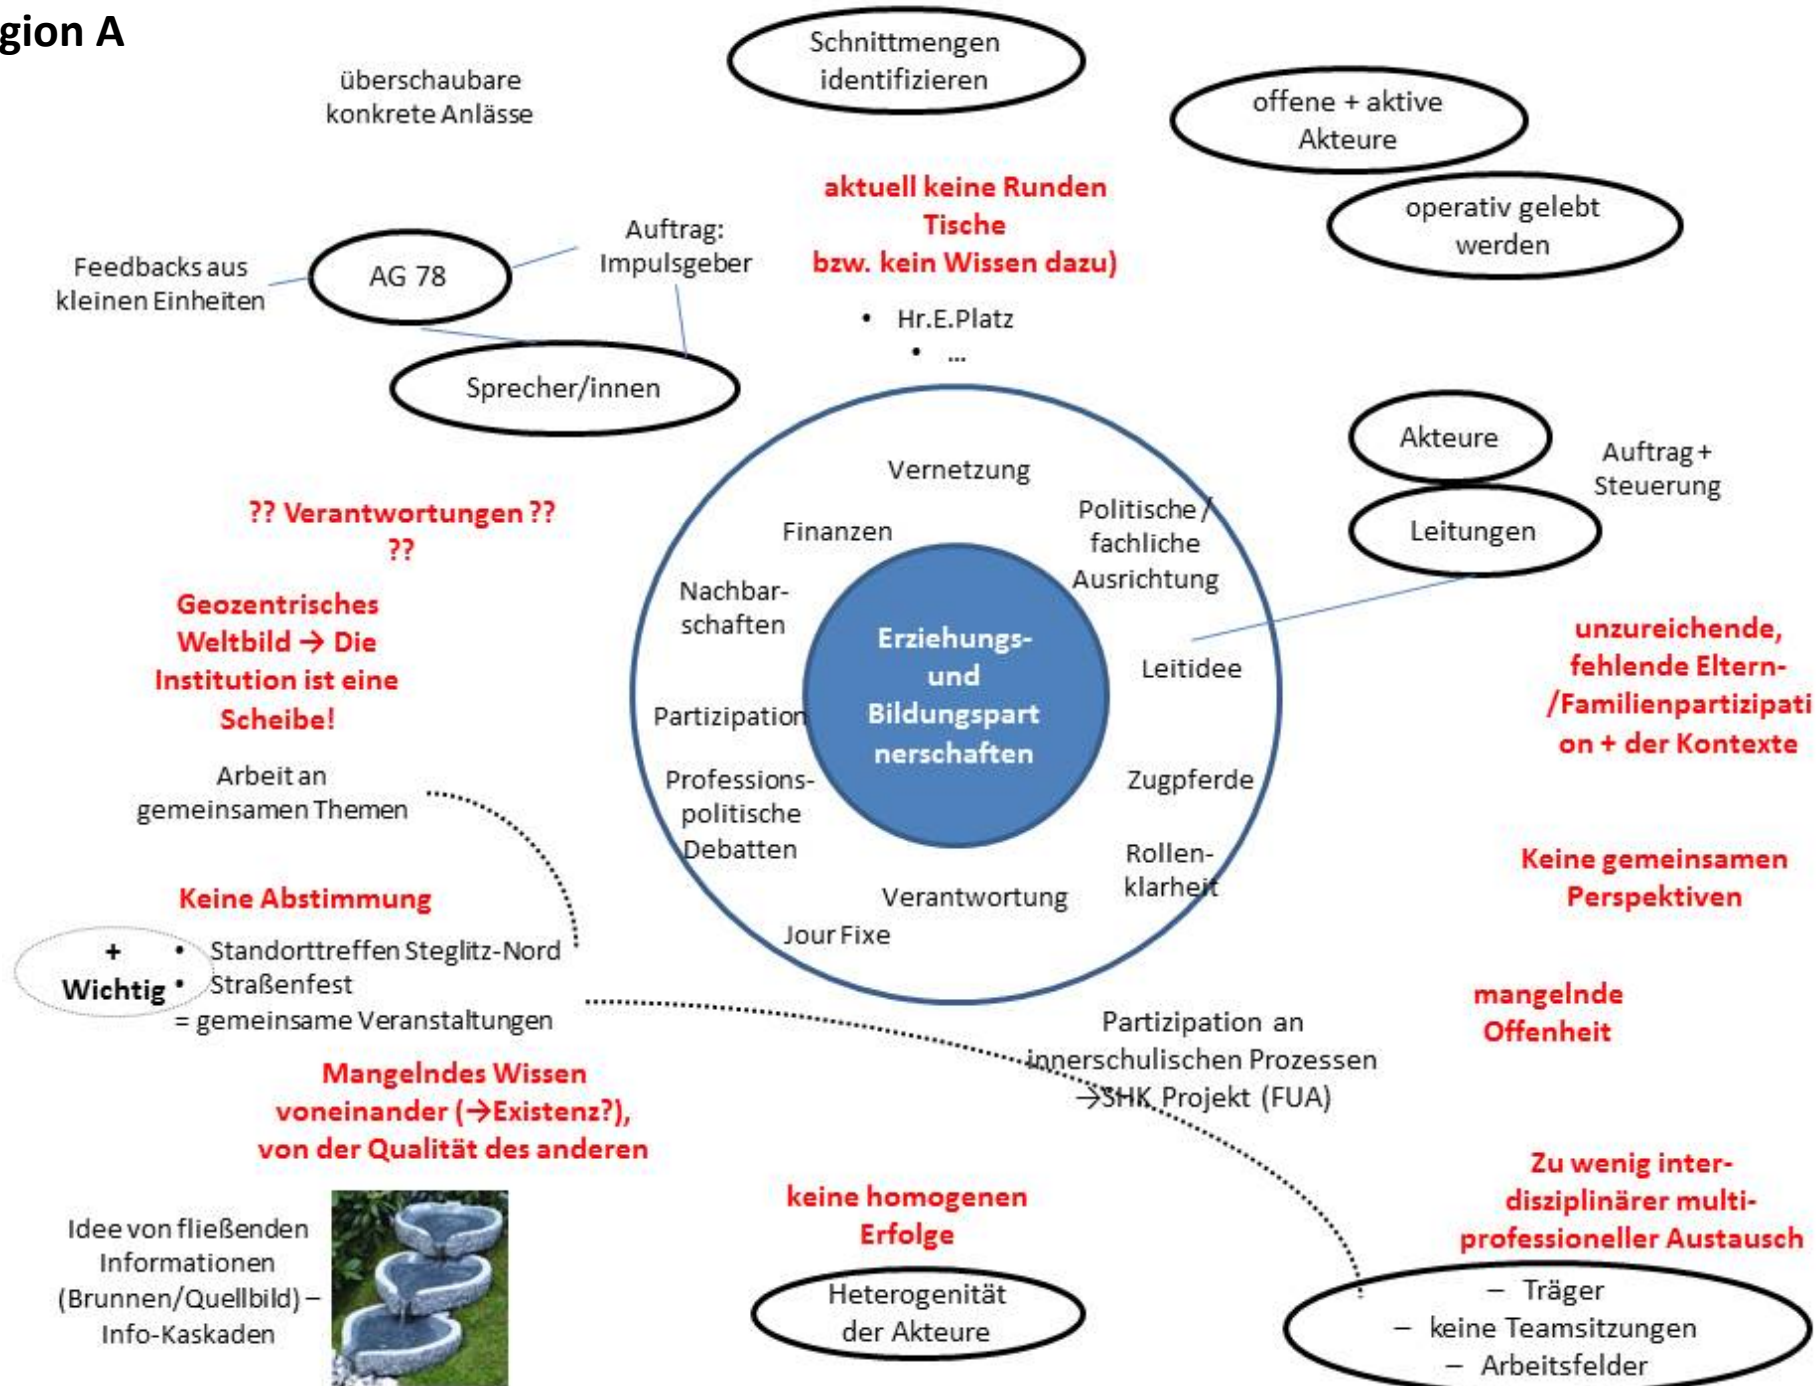 gion A
überschaubare
konkrete Anlässe
Schnittmengen
identifizieren
offene + aktive
Akteure
operativ gelebt
werden
aktuell keine Runden
Tische
bzw. kein Wissen dazu)
• Hr.E.Platz
• ...
Auftrag:
Impulsgeber
Feedbacks aus
kleinen Einheiten
AG 78
Sprecher/innen
Akteure
Leitungen
Auftrag +
Steuerung
?? Verantwortungen ??
??
Geozentrisches
Weltbild → Die
Institution ist eine
Scheibe!
Vernetzung
Finanzen
Politische /
fachliche
Ausrichtung
Nachbar-
schaften
Leitidee
Partizipation
Zugpferde
Professions-
politische
Debatten
Rollen-
klarheit
Verantwortung
Jour Fixe
Erziehungs-
und
Bildungspart
nerschaften
unzureichende,
fehlende Eltern-
/Familienpartizipati
on + der Kontexte
Arbeit an
gemeinsamen Themen
Keine gemeinsamen
Perspektiven
Keine Abstimmung
+
Wichtig
• Standorttreffen Steglitz-Nord
• Straßenfest
= gemeinsame Veranstaltungen
mangelnde
Offenheit
Partizipation an
innerschulischen Prozessen
→SHK Projekt (FUA)
Mangelndes Wissen
voneinander (→Existenz?),
von der Qualität des anderen
Zu wenig inter-
disziplinärer multi-
professioneller Austausch
keine homogenen
Erfolge
Idee von fließenden
Informationen
(Brunnen/Quellbild) –
Info-Kaskaden
Heterogenität
der Akteure
– Träger
– keine Teamsitzungen
– Arbeitsfelder